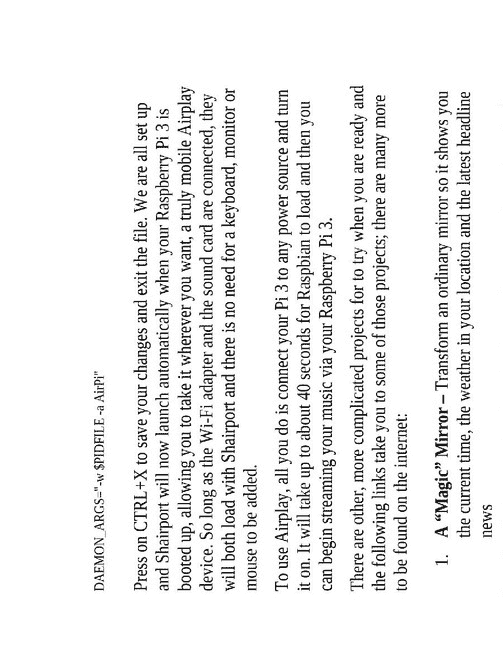 DAEMON_ARGS="-w $PIDFILE -a AirPi"
Press on CTRL+X to save your changes and exit the file. We are all set up
and Shairport will now launch automatically when your Raspberry Pi 3 is
booted up, allowing you to take it wherever you want, a truly mobile Airplay
device. So long as the Wi-Fi adapter and the sound card are connected, they
will both load with Shairport and there is no need for a keyboard, monitor or
mouse to be added.
To use Airplay, all you do is connect your Pi 3 to any power source and turn
it on. It will take up to about 40 seconds for Raspbian to load and then you
can begin streaming your music via your Raspberry Pi 3.
There are other, more complicated projects for to try when you are ready and
the following links take you to some of those projects; there are many more
to be found on the internet:
1. A “Magic” Mirror – Transform an ordinary mirror so it shows you
the current time, the weather in your location and the latest headline
news